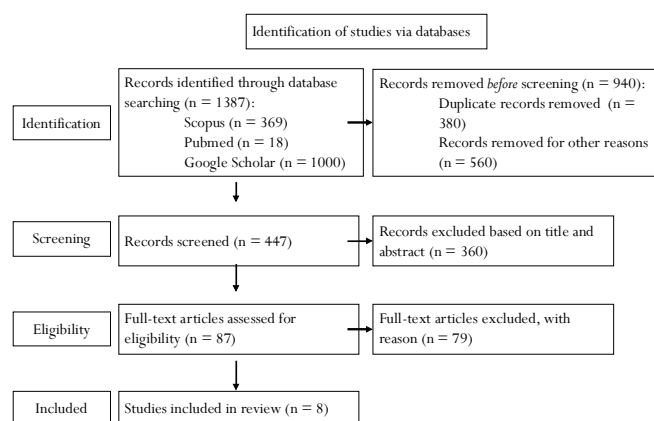 Identification of studies via databases
Identification
Records identified through database
searching (n = 1387):
Scopus (n = 369)
Pubmed (n = 18)
Google Scholar (n = 1000)
Records removed before screening (n = 940):
Duplicate records removed (n =
380)
Records removed for other reasons
(n = 560)
Screening
Records screened (n = 447)
Records excluded based on title and
abstract (n = 360)
Eligibility
Full-text articles assessed for
eligibility (n = 87)
Full-text articles excluded, with
reason (n = 79)
Included
Studies included in review (n = 8)